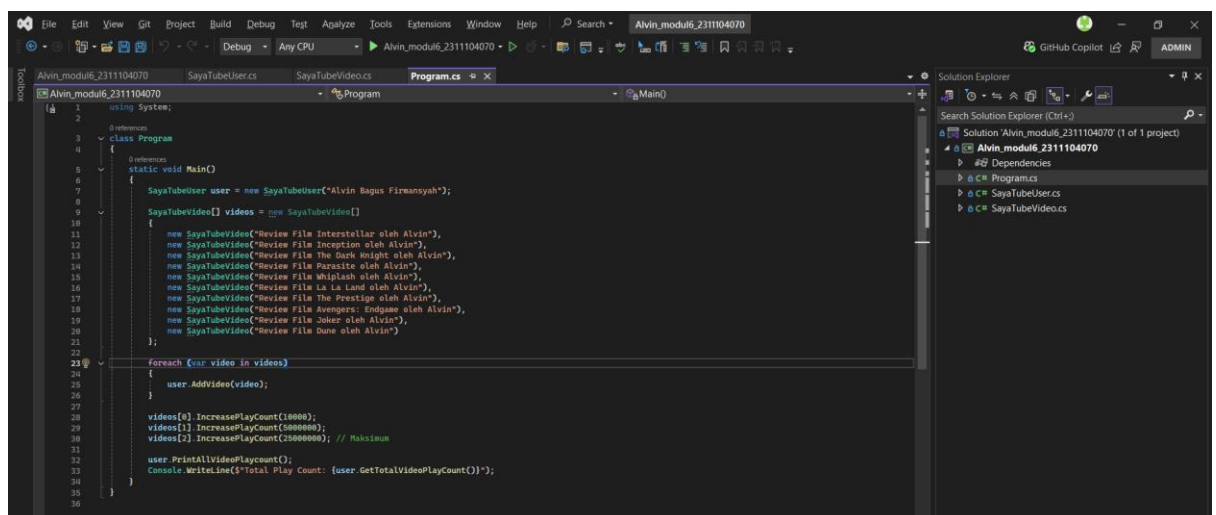 File Edit View Git Project Build Debug Test Analyze Tools Extensions Window Help Search Alvin_modul6_2311104070
Debug Any CPU Alvin_modul6_2311104070 GitHub Copilot ADMIN
Toolbox
Alvin_modul6_2311104070 SayaTubeUser.cs SayaTubeVideo.cs Program.cs
Alvin_modul6_2311104070 Program Main()
1 using System;
2
0 references
3 class Program
4 {
0 references
5 static void Main()
6 {
7 SayaTubeUser user = new SayaTubeUser("Alvin Bagus Firmansyah");
8
9 SayaTubeVideo[] videos = new SayaTubeVideo[]
10 {
11 new SayaTubeVideo("Review Film Interstellar oleh Alvin"),
12 new SayaTubeVideo("Review Film Inception oleh Alvin"),
13 new SayaTubeVideo("Review Film The Dark Knight oleh Alvin"),
14 new SayaTubeVideo("Review Film Parasite oleh Alvin"),
15 new SayaTubeVideo("Review Film Whiplash oleh Alvin"),
16 new SayaTubeVideo("Review Film La La Land oleh Alvin"),
17 new SayaTubeVideo("Review Film The Prestige oleh Alvin"),
18 new SayaTubeVideo("Review Film Avengers: Endgame oleh Alvin"),
19 new SayaTubeVideo("Review Film Joker oleh Alvin"),
20 new SayaTubeVideo("Review Film Dune oleh Alvin")
21 };
22
23 foreach (var video in videos)
24 {
25 user.AddVideo(video);
26 }
27
28 videos[0].IncreasePlayCount(10000);
29 videos[1].IncreasePlayCount(5000000);
30 videos[2].IncreasePlayCount(25000000); // Maksimum
31
32 user.PrintAllVideoPlaycount();
33 Console.WriteLine($"Total Play Count: {user.GetTotalVideoPlayCount()}");
34 }
35 }
36
Solution Explorer
Search Solution Explorer (Ctrl+;)
Solution 'Alvin_modul6_2311104070' (1 of 1 project)
Alvin_modul6_2311104070
Dependencies
C# Program.cs
C# SayaTubeUser.cs
C# SayaTubeVideo.cs